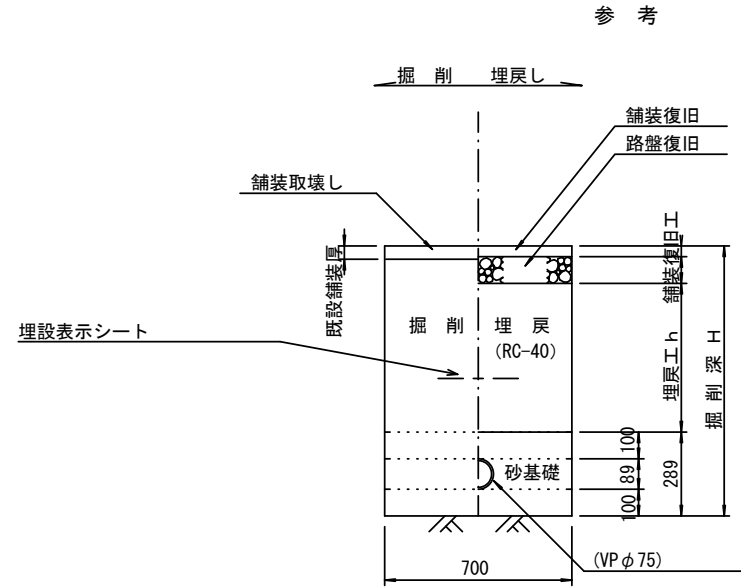 参 考
掘 削 埋戻し
舗装復旧
路盤復旧
舗装取壊し
既設舗装厚
舗装復旧工
埋設表示シート
掘 削 埋 戻
(RC-40)
埋戻工h
掘削深H
砂基礎
100
89
100
289
700
(VPφ75)